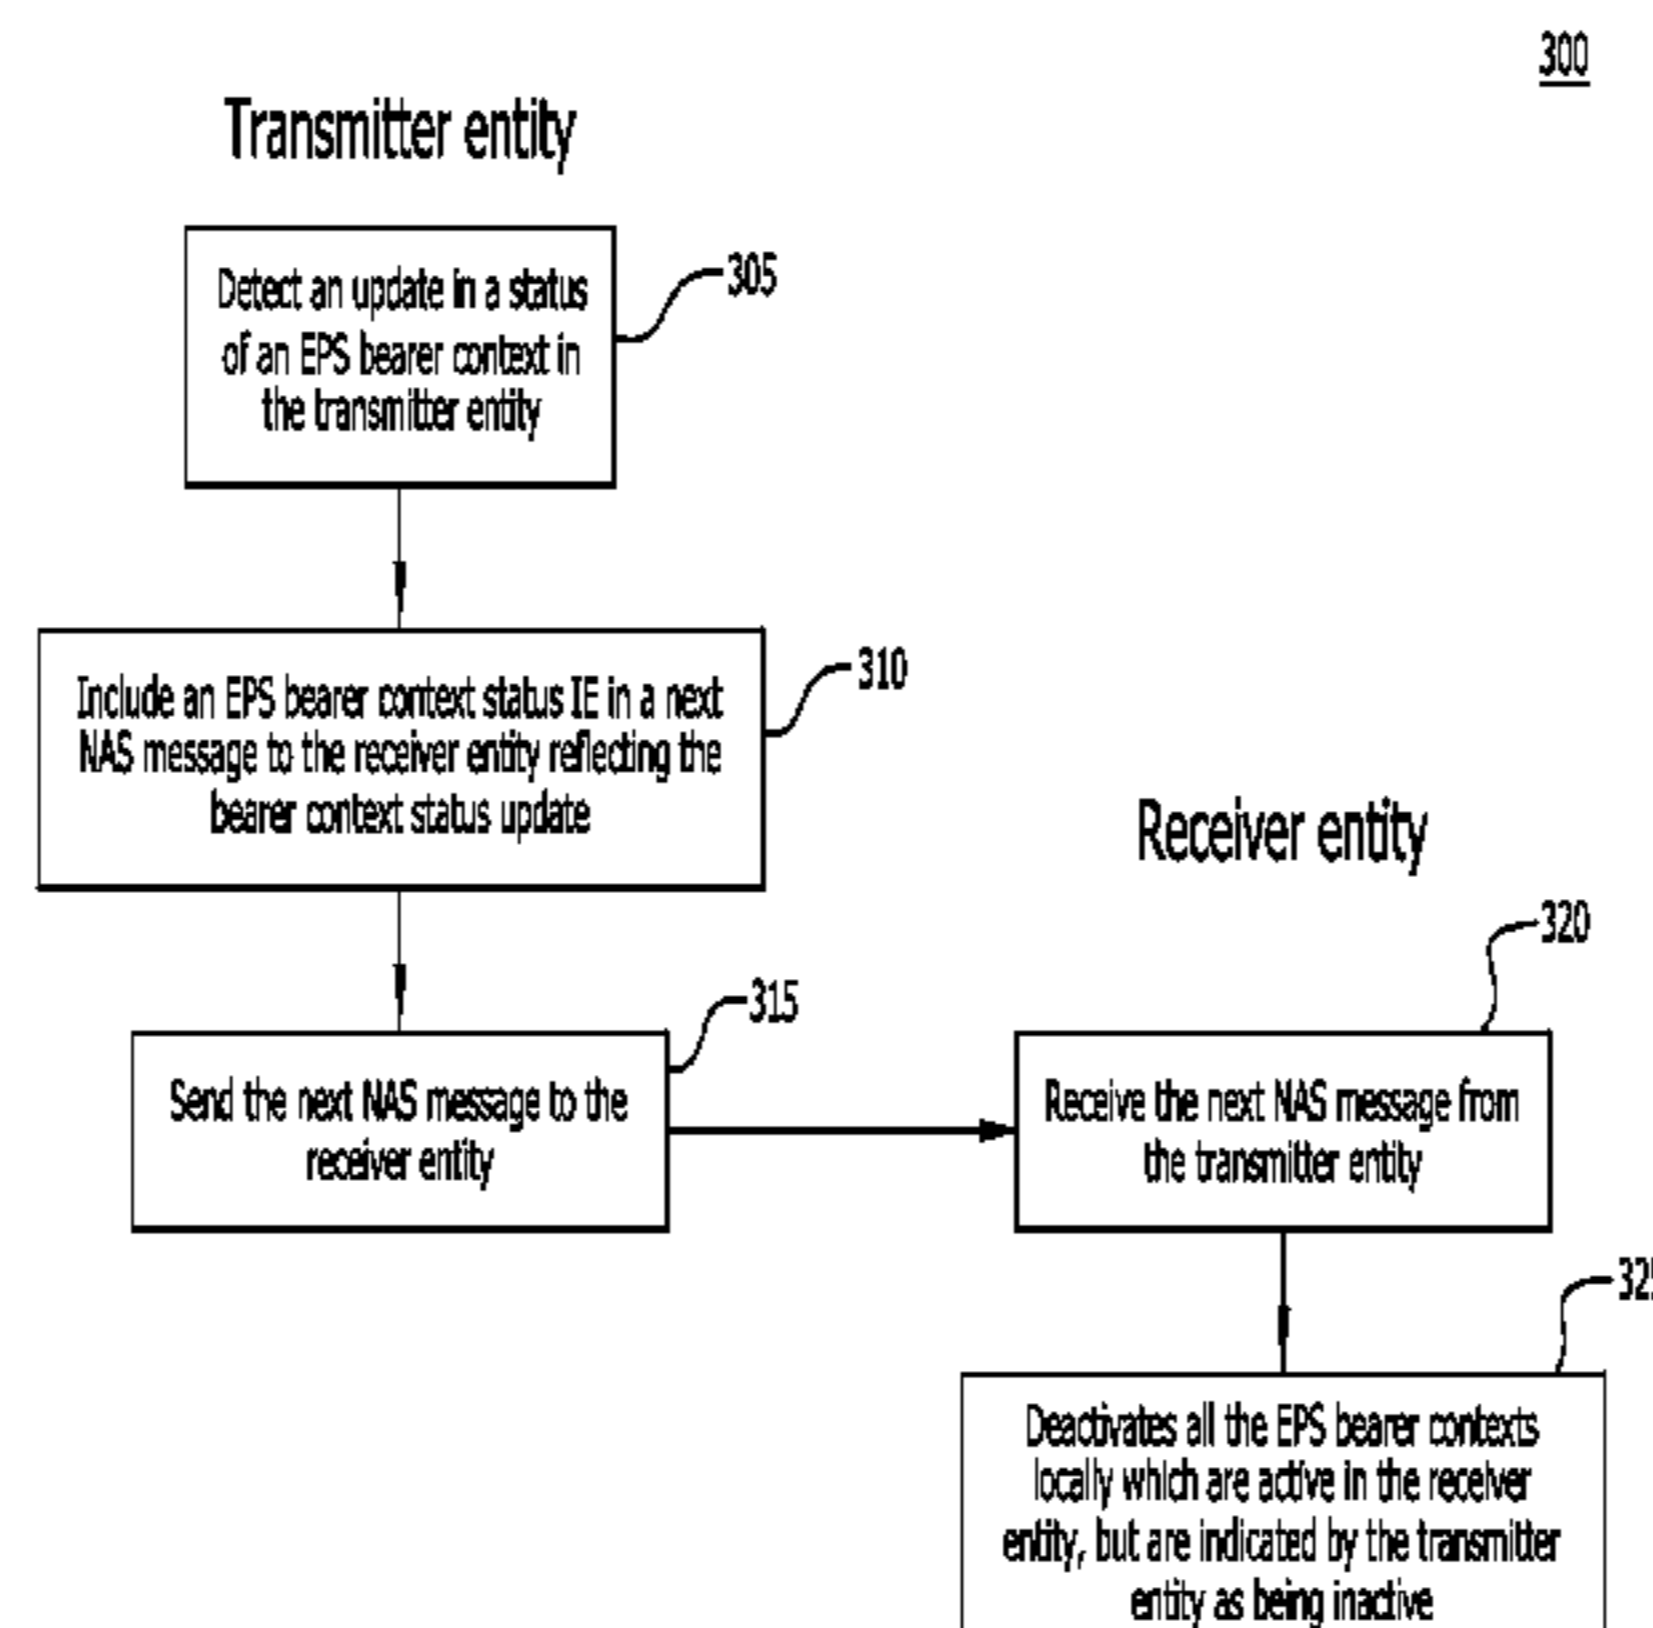 300
Transmitter entity
Detect an update in a status
of an EPS bearer context in
the transmitter entity
305
Include an EPS bearer context status IE in a next
NAS message to the receiver entity reflecting the
bearer context status update
310
Receiver entity
315
Send the next NAS message to the
receiver entity
320
Receive the next NAS message from
the transmitter entity
325
Deactivates all the EPS bearer contexts
locally which are active in the receiver
entity, but are indicated by the transmitter
entity as being inactive